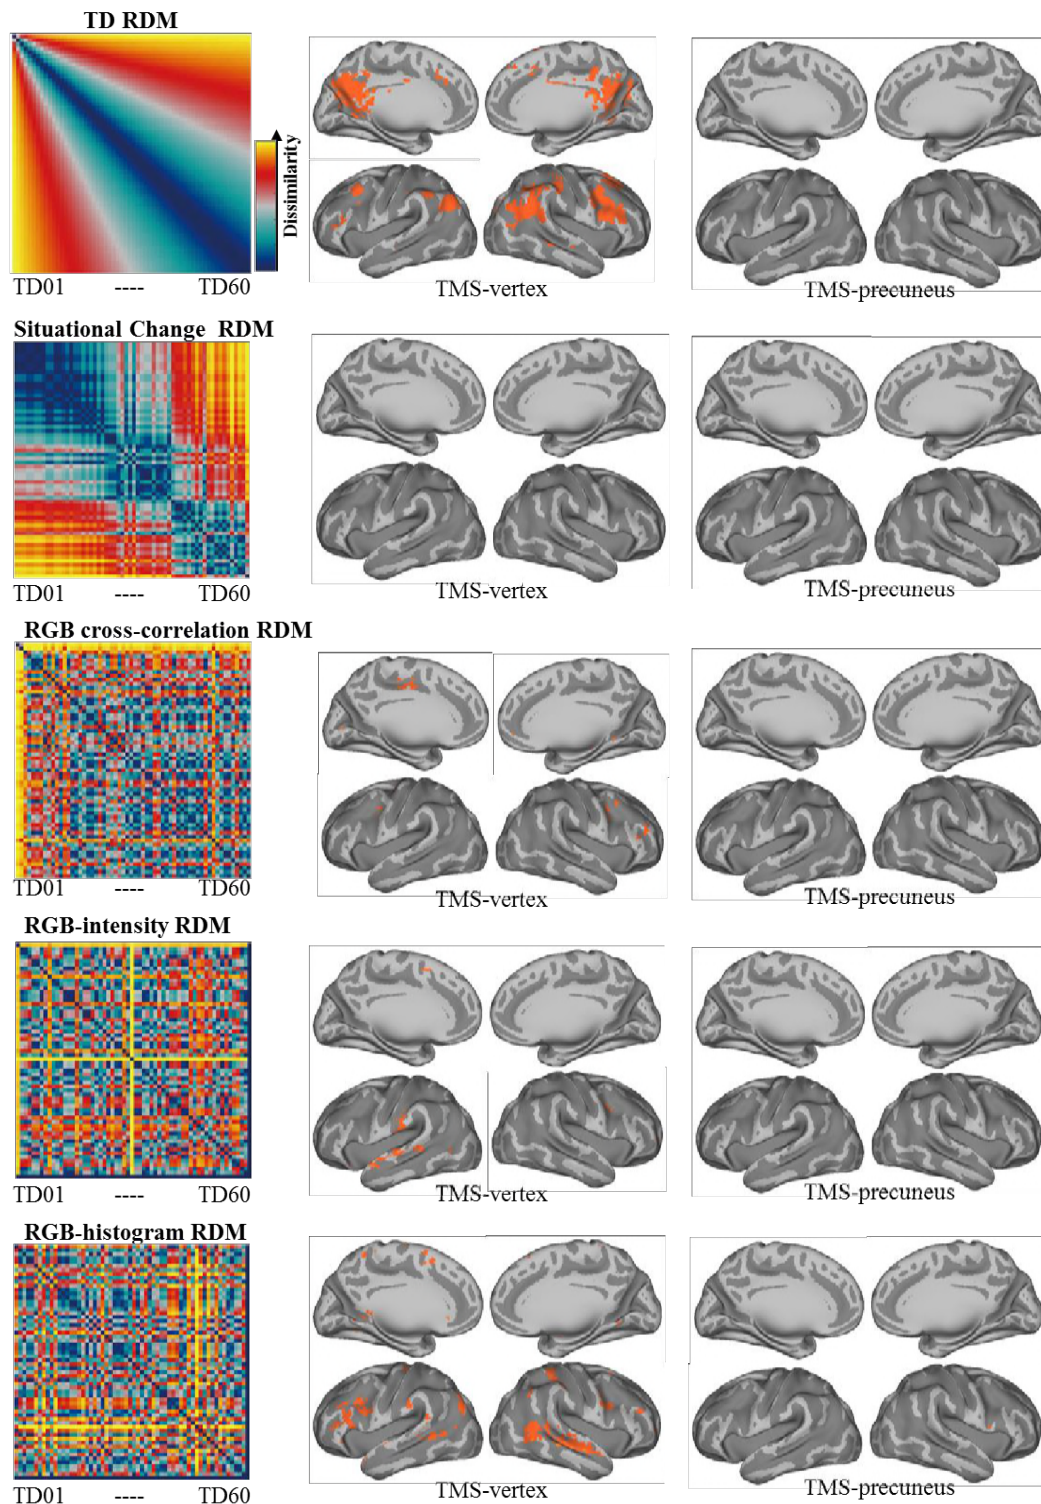 TD RDM
Dissimilarity
TD01 ---- TD60
TMS-vertex
TMS-precuneus
Situational Change RDM
TD01 ---- TD60
TMS-vertex
TMS-precuneus
RGB cross-correlation RDM
TD01 ---- TD60
TMS-vertex
TMS-precuneus
RGB-intensity RDM
TD01 ---- TD60
TMS-vertex
TMS-precuneus
RGB-histogram RDM
TD01 ---- TD60
TMS-vertex
TMS-precuneus